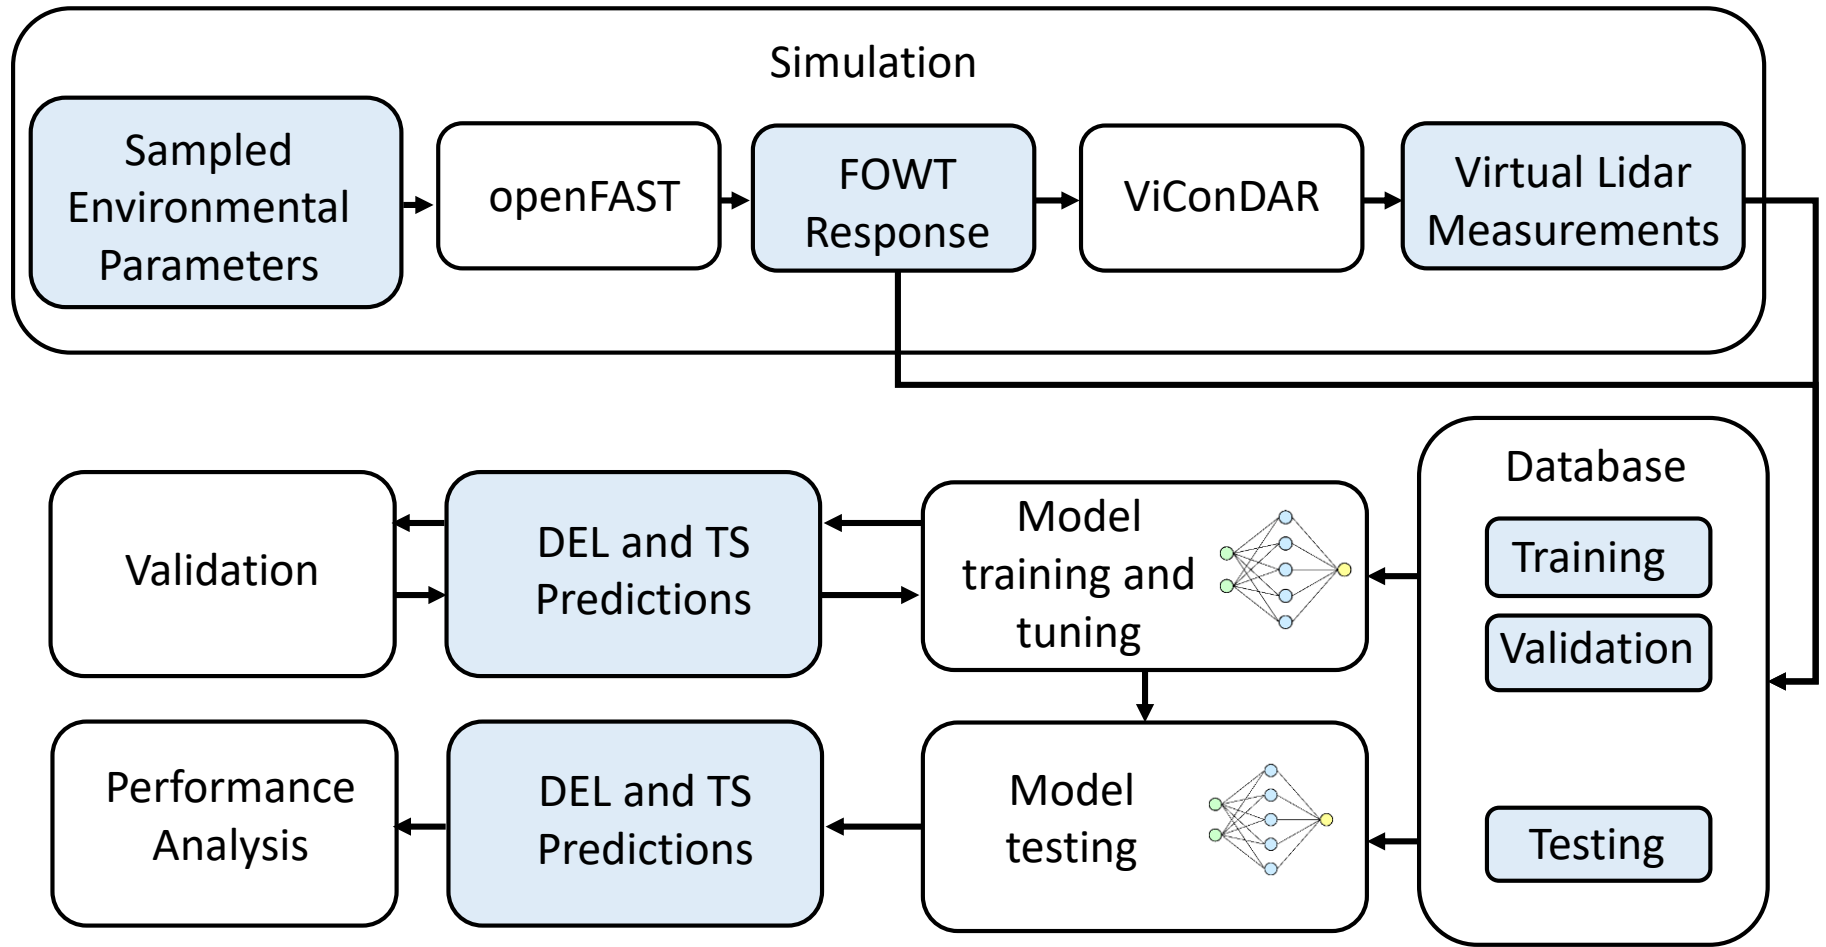 Simulation
Sampled
Environmental
Parameters
openFAST
FOWT
Response
ViConDAR
Virtual Lidar
Measurements
Validation
DEL and TS
Predictions
Model
training and
tuning
Database
Training
Validation
Testing
Performance
Analysis
DEL and TS
Predictions
Model
testing